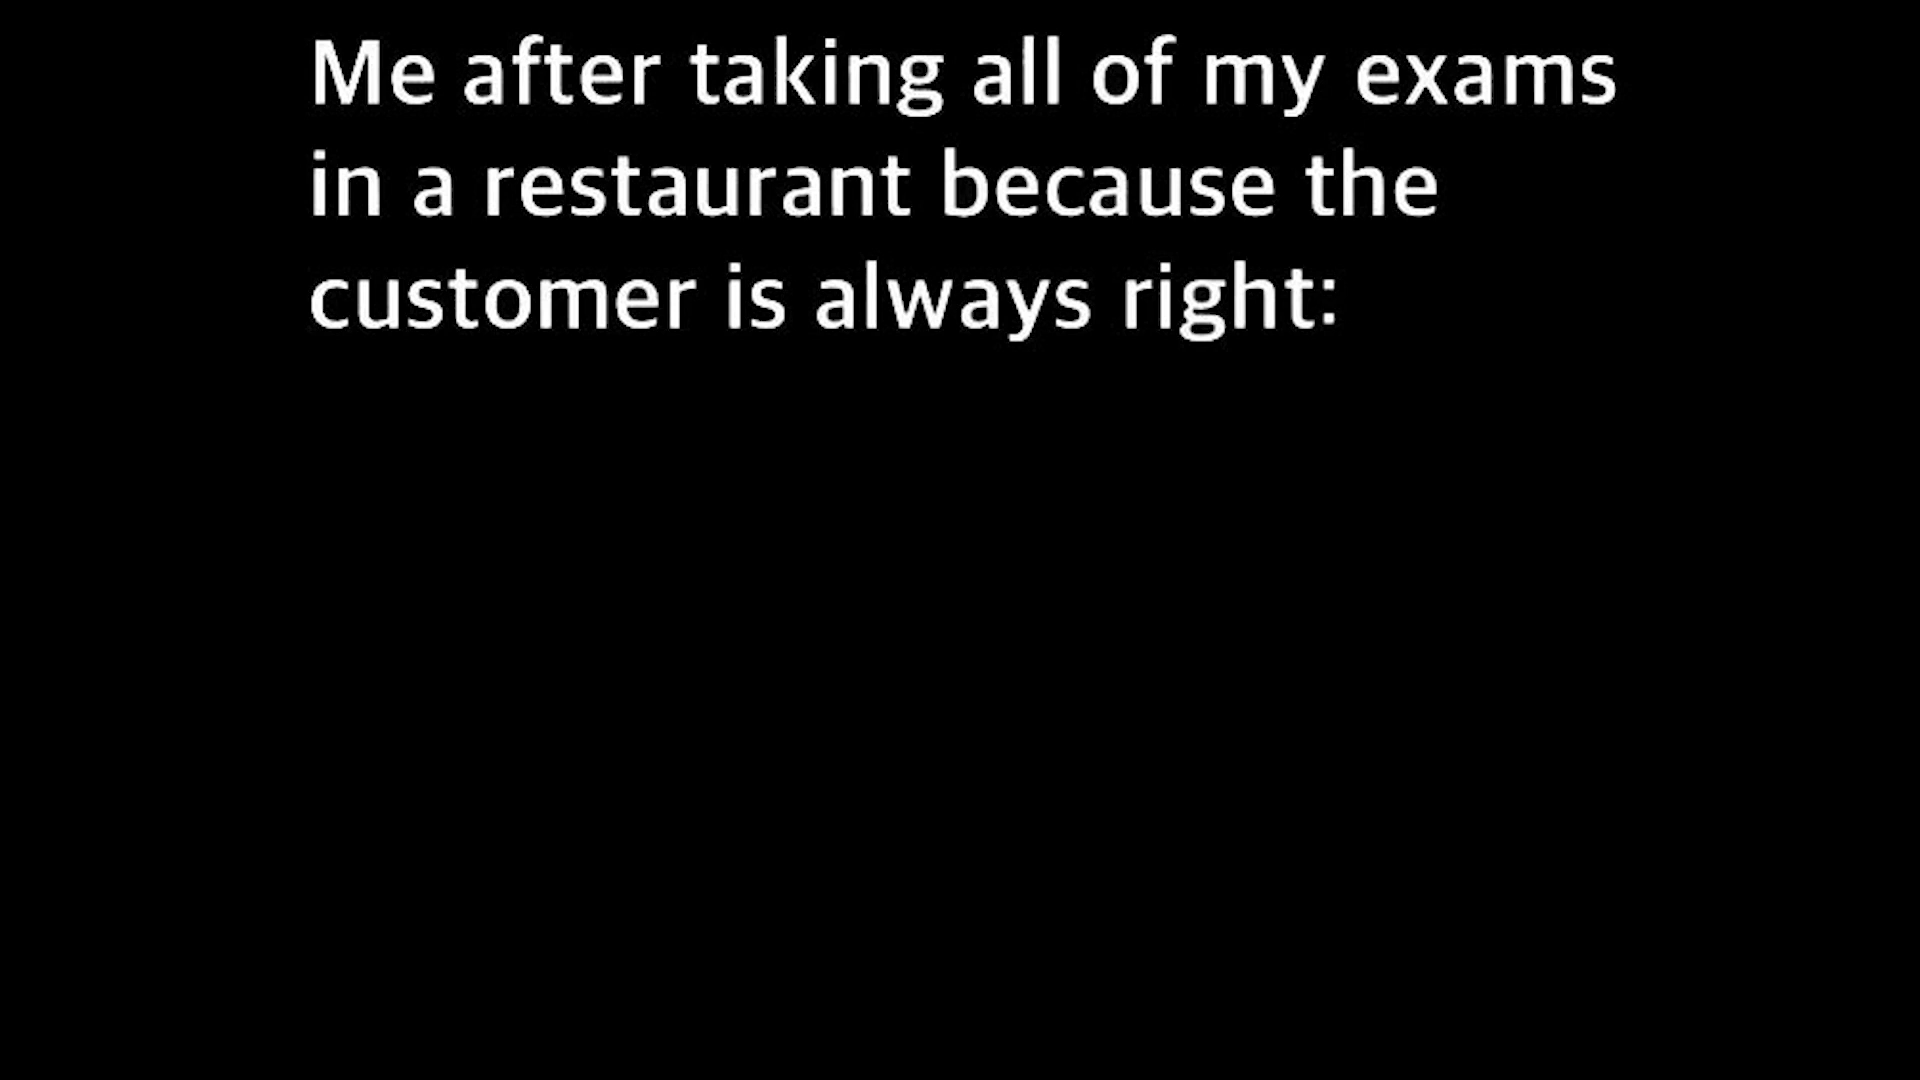 Me after taking all of my exams
in a restaurant because the
customer is always right: